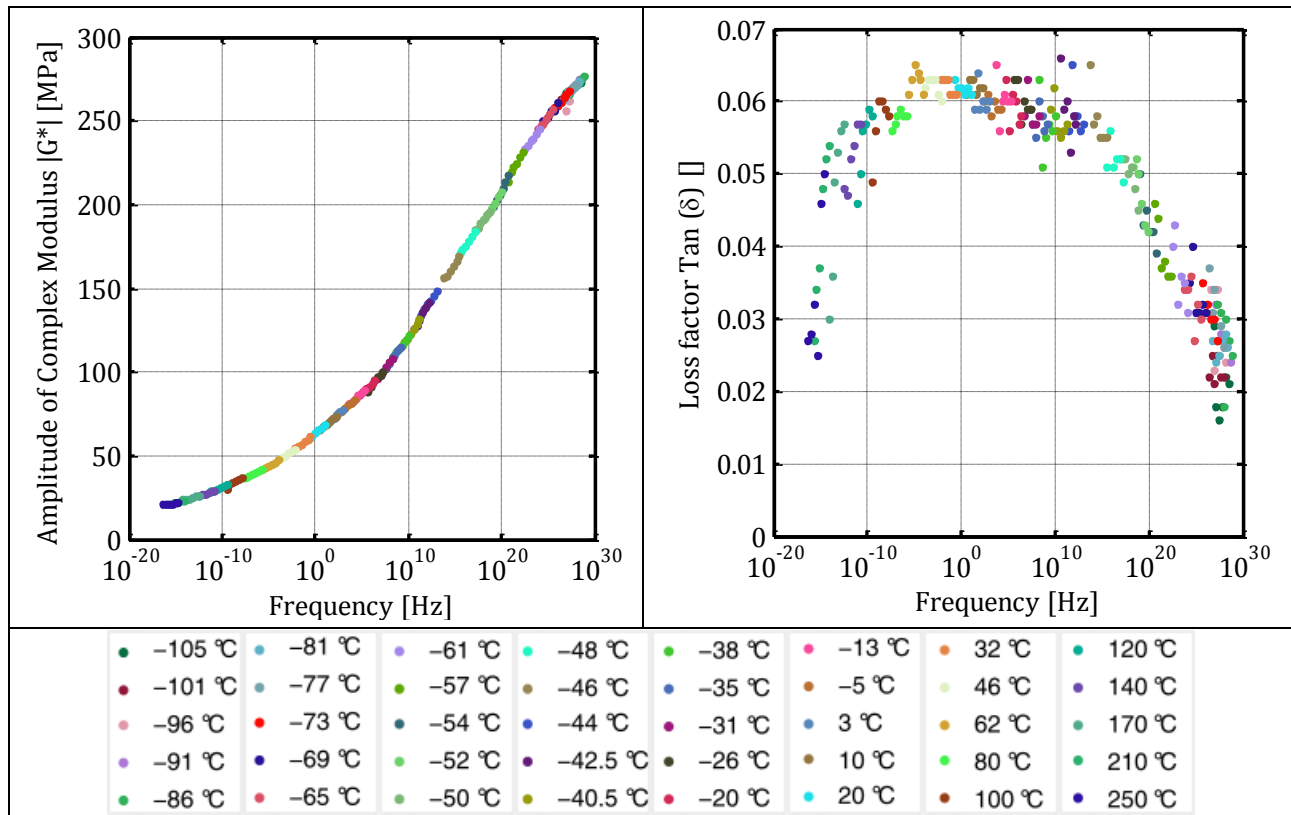 Amplitude of Complex Modulus |G*| [MPa]
300
250
200
150
100
50
0
10^-20 10^-10 10^0 10^10 10^20 10^30
Frequency [Hz]
Loss factor Tan (δ) []
0.07
0.06
0.05
0.04
0.03
0.02
0.01
0
10^-20 10^-10 10^0 10^10 10^20 10^30
Frequency [Hz]
−105 °C −81 °C −61 °C −48 °C −38 °C −13 °C 32 °C 120 °C
−101 °C −77 °C −57 °C −46 °C −35 °C −5 °C 46 °C 140 °C
−96 °C −73 °C −54 °C −44 °C −31 °C 3 °C 62 °C 170 °C
−91 °C −69 °C −52 °C −42.5 °C −26 °C 10 °C 80 °C 210 °C
−86 °C −65 °C −50 °C −40.5 °C −20 °C 20 °C 100 °C 250 °C